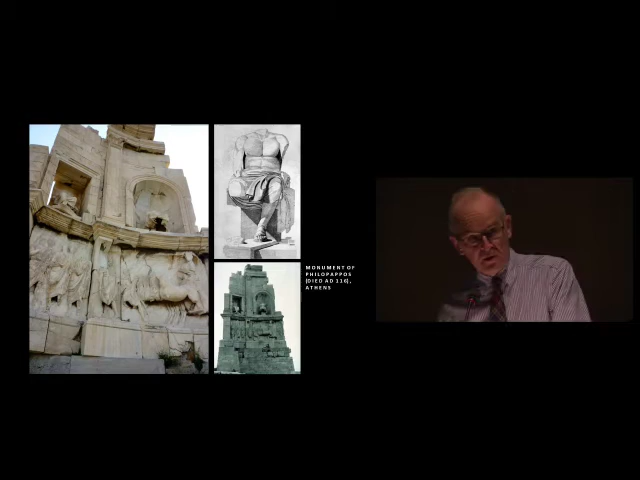 MONUMENT OF
PHILOPAPPOS
(DIED AD 116),
ATHENS